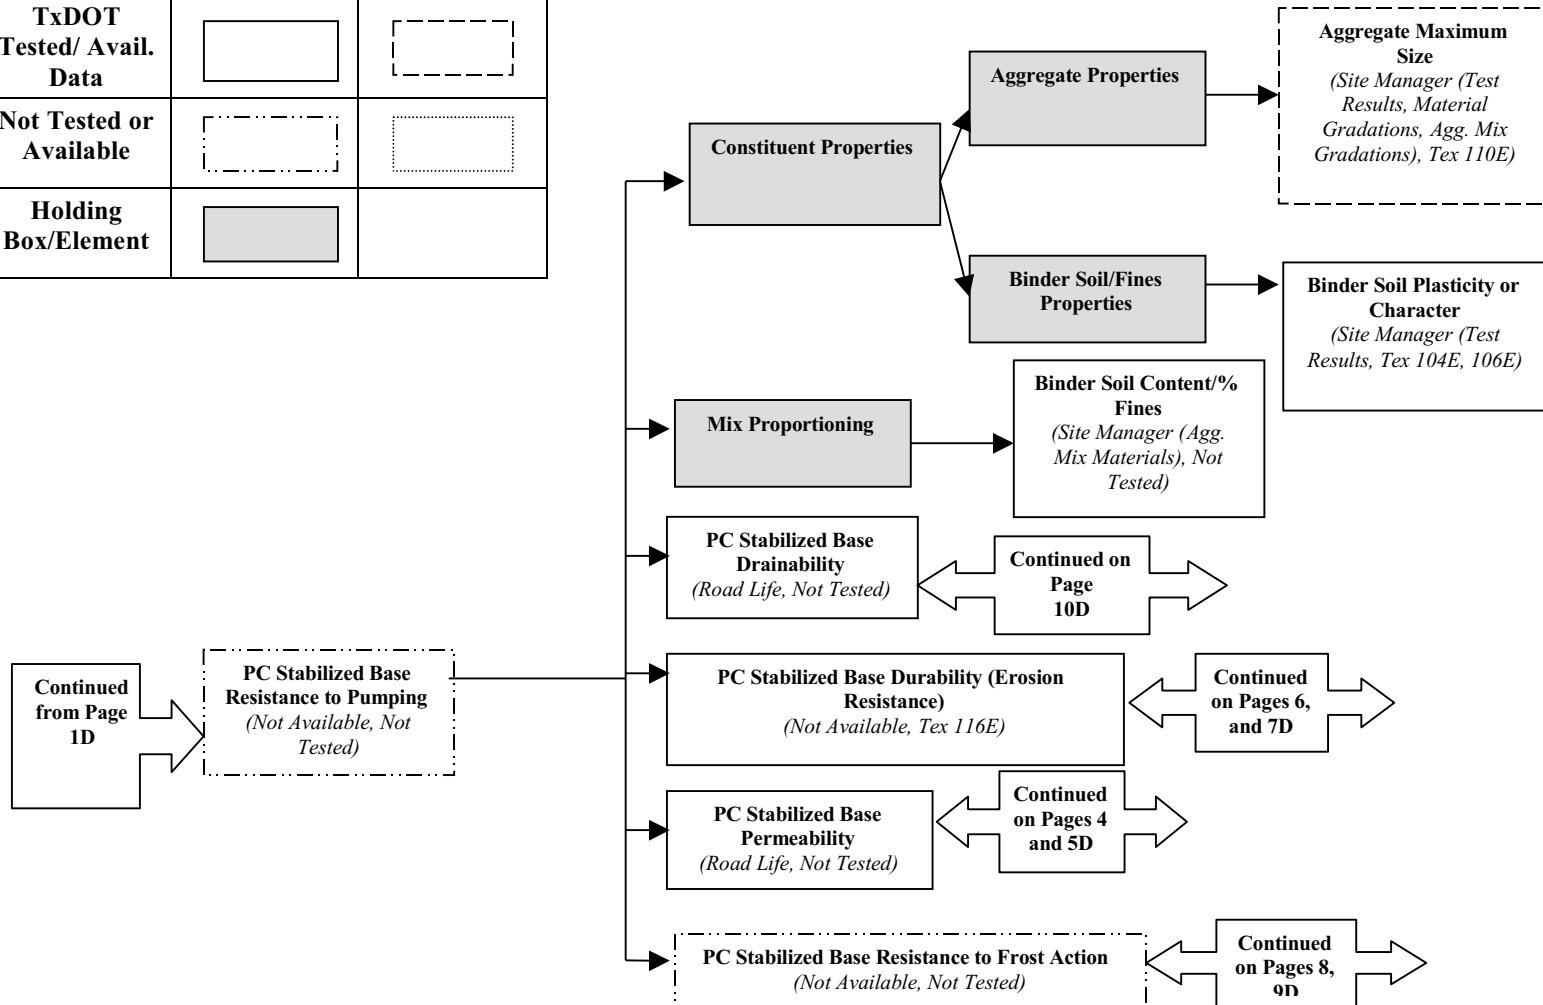 TxDOT
Tested/ Avail.
Data
Not Tested or
Available
Holding
Box/Element
Constituent Properties
Aggregate Properties
Aggregate Maximum
Size
(Site Manager (Test
Results, Material
Gradations, Agg. Mix
Gradations), Tex 110E)
Binder Soil/Fines
Properties
Binder Soil Plasticity or
Character
(Site Manager (Test
Results, Tex 104E, 106E)
Mix Proportioning
Binder Soil Content/%
Fines
(Site Manager (Agg.
Mix Materials), Not
Tested)
PC Stabilized Base
Drainability
(Road Life, Not Tested)
Continued on
Page
10D
Continued
from Page
1D
PC Stabilized Base
Resistance to Pumping
(Not Available, Not
Tested)
PC Stabilized Base Durability (Erosion
Resistance)
(Not Available, Tex 116E)
Continued
on Pages 6,
and 7D
PC Stabilized Base
Permeability
(Road Life, Not Tested)
Continued
on Pages 4
and 5D
PC Stabilized Base Resistance to Frost Action
(Not Available, Not Tested)
Continued
on Pages 8,
9D